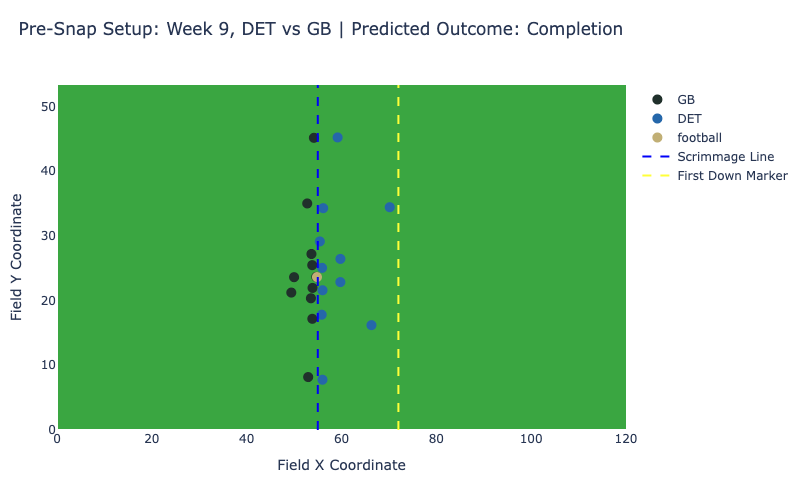 Pre-Snap Setup: Week 9, DET vs GB | Predicted Outcome: Completion
GB
DET
football
Scrimmage Line
First Down Marker
Field Y Coordinate
50
40
30
20
10
0
0 20 40 60 80 100 120
Field X Coordinate